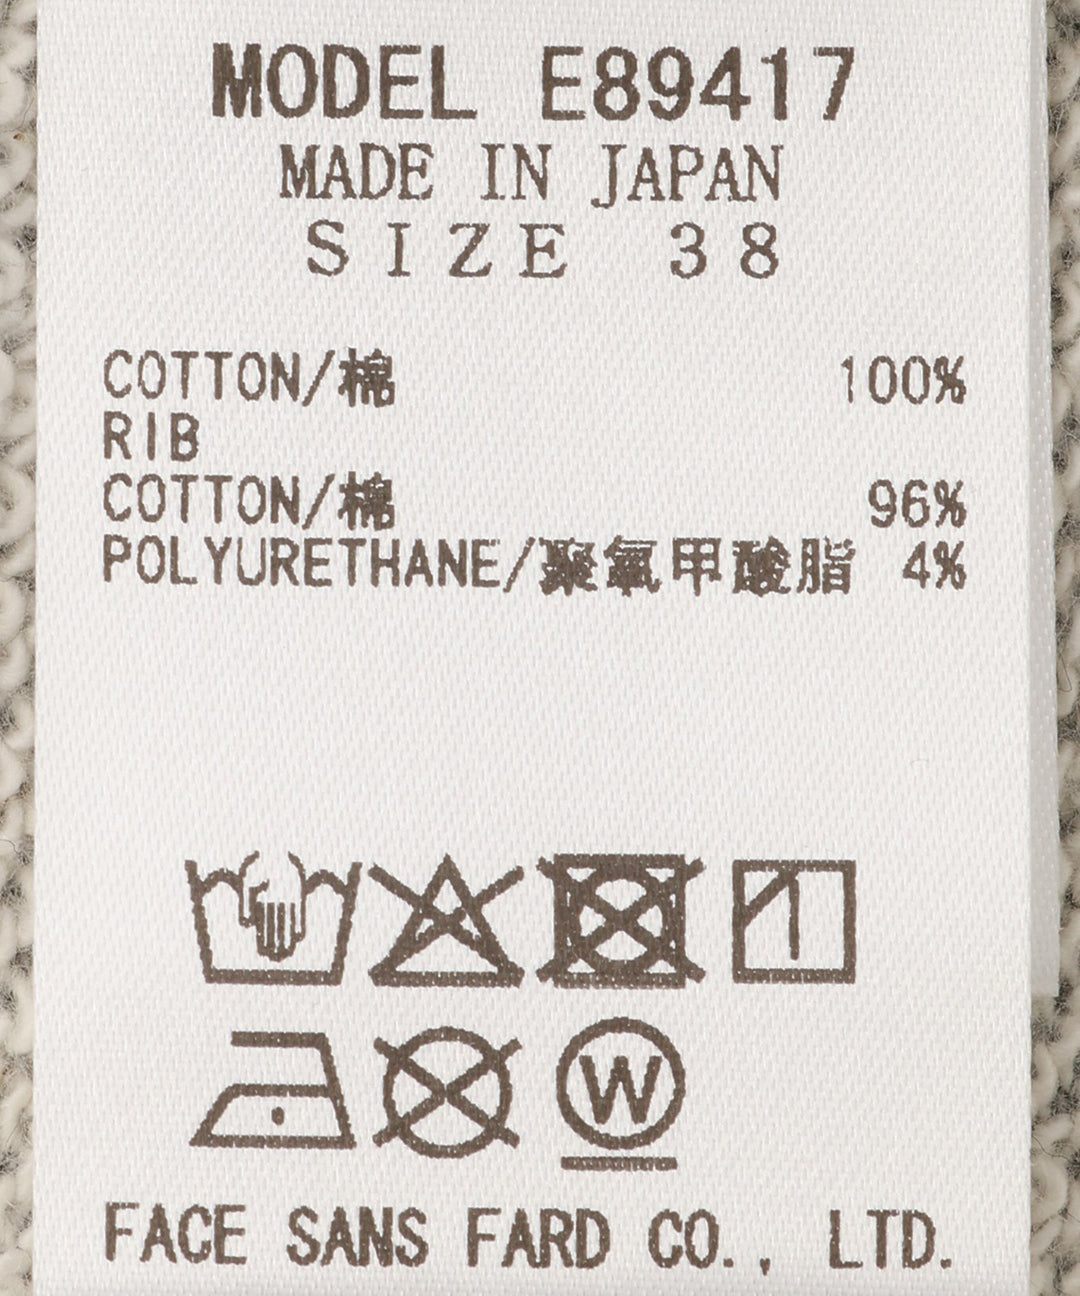 MODEL E89417
MADE IN JAPAN
SIZE 38
COTTON/棉 100%
RIB
COTTON/棉 96%
POLYURETHANE/聚氧甲酸脂 4%
W
FACE SANS FARD CO., LTD.